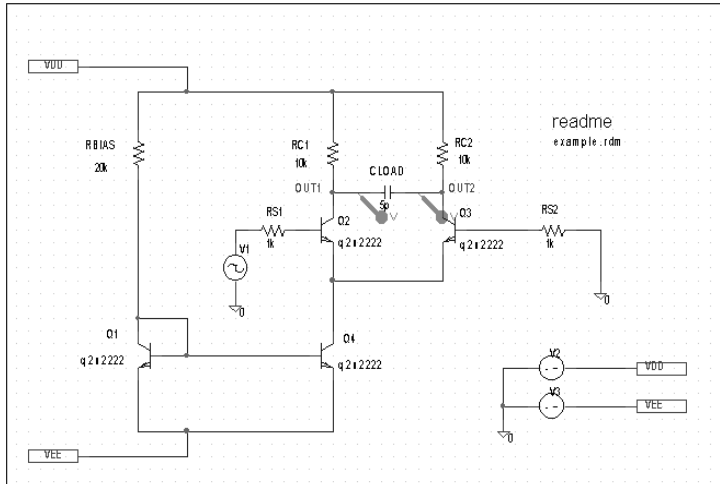 VDD
readme
example.rdm
RBIAS
20k
RC1
10k
RC2
10k
CLOAD
5p
OUT1
OUT2
V
V
RS1
1k
Q2
q2n2222
Q3
q2n2222
RS2
1k
V1
0
0
Q1
q2n2222
Q4
q2n2222
V2
VDD
V3
VEE
0
VEE